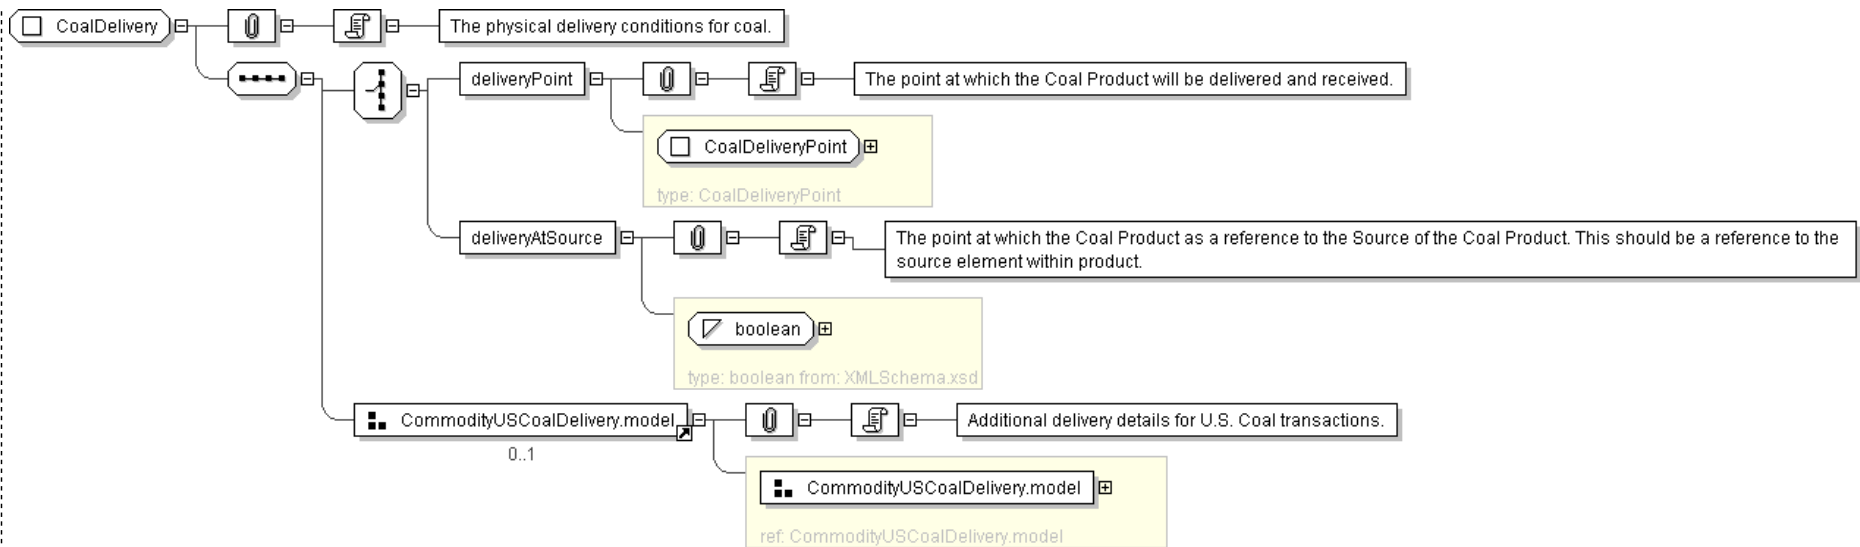 CoalDelivery
The physical delivery conditions for coal.
deliveryPoint
The point at which the Coal Product will be delivered and received.
CoalDeliveryPoint
type: CoalDeliveryPoint
deliveryAtSource
The point at which the Coal Product as a reference to the Source of the Coal Product. This should be a reference to the
source element within product.
boolean
type: boolean from: XMLSchema.xsd
CommodityUSCoalDelivery.model
Additional delivery details for U.S. Coal transactions.
0..1
CommodityUSCoalDelivery.model
ref: CommodityUSCoalDelivery.model